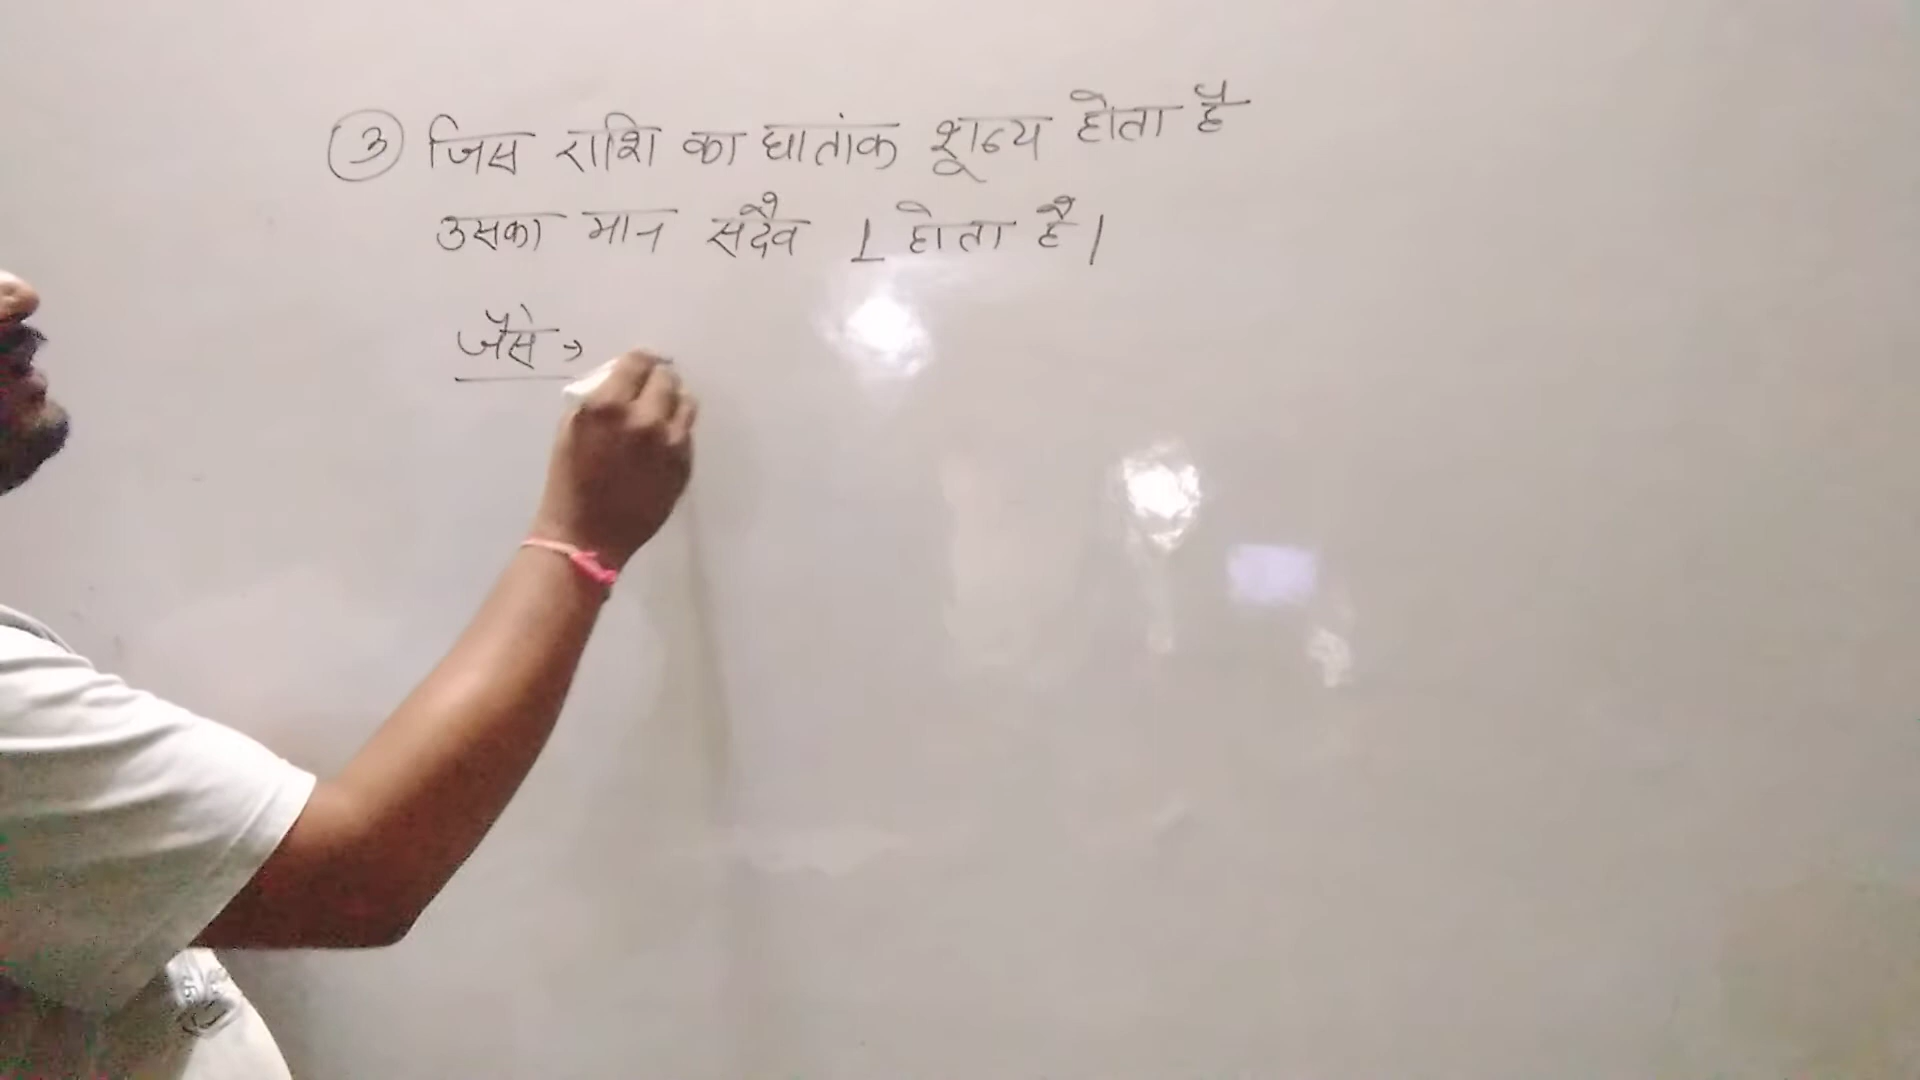 ③ जिस राशि का घातांक शून्य होता है
उसका मान सदैव 1 होता है।
जैसे →